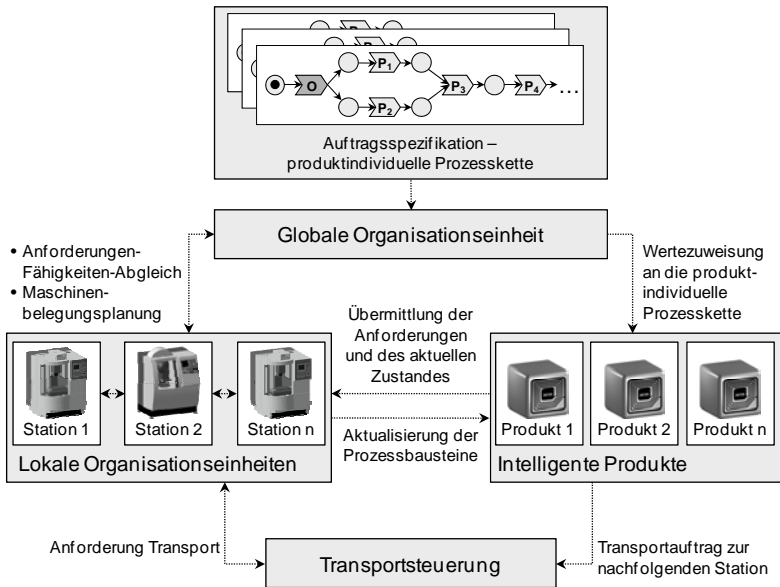 O
P1
P2
P3
P4
...
Auftragsspezifikation –
produktindividuelle Prozesskette
Globale Organisationseinheit
• Anforderungen-
Fähigkeiten-Abgleich
• Maschinen-
belegungsplanung
Wertezuweisung
an die produkt-
individuelle
Prozesskette
Übermittlung der
Anforderungen
und des aktuellen
Zustandes
Station 1
Station 2
Station n
Lokale Organisationseinheiten
Aktualisierung der
Prozessbausteine
Produkt 1
Produkt 2
Produkt n
Intelligente Produkte
Anforderung Transport
Transportsteuerung
Transportauftrag zur
nachfolgenden Station